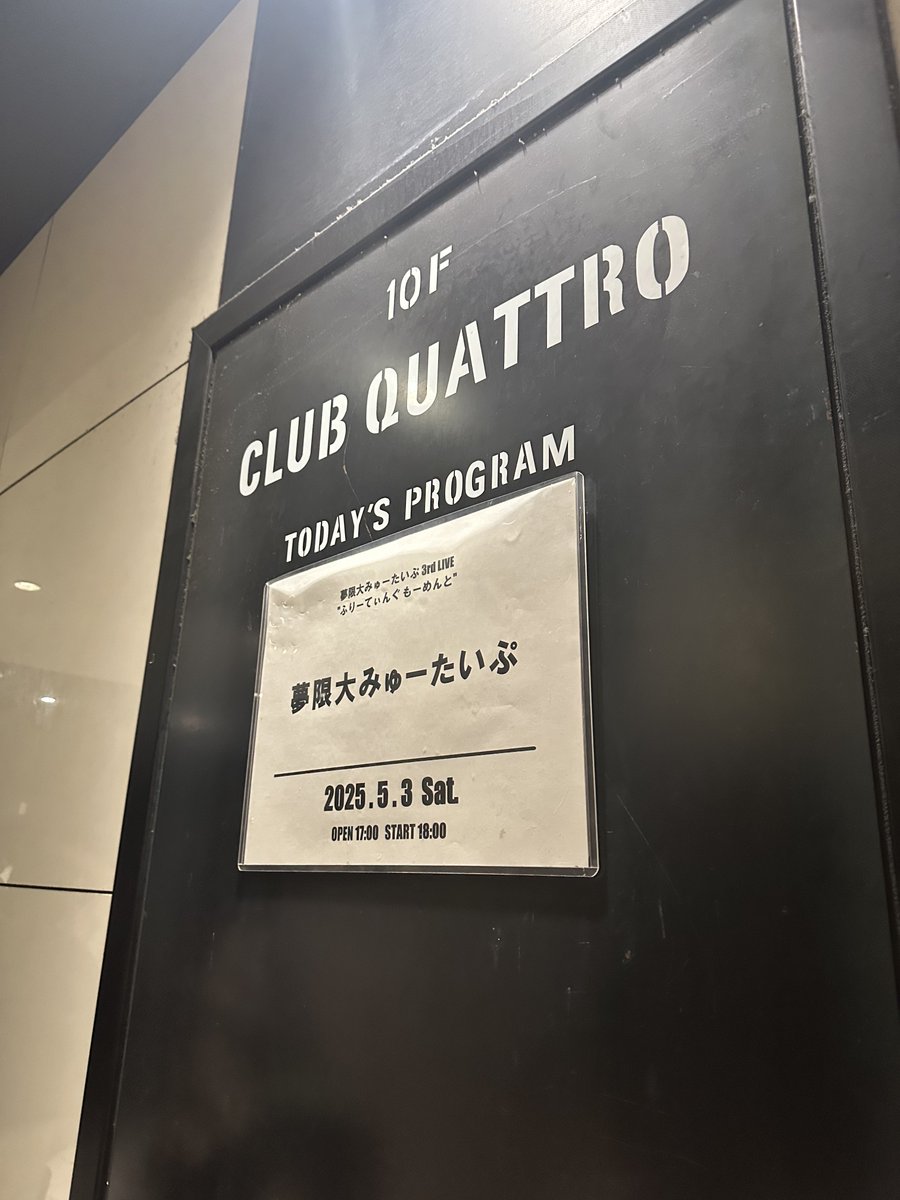 10F
CLUB QUATTRO
TODAY'S PROGRAM
夢限大みゅーたいぷ 3rd LIVE
"ふりーてぃんぐ もーめんと"
夢限大みゅーたいぷ
2025.5.3 Sat.
OPEN 17:00 START 18:00